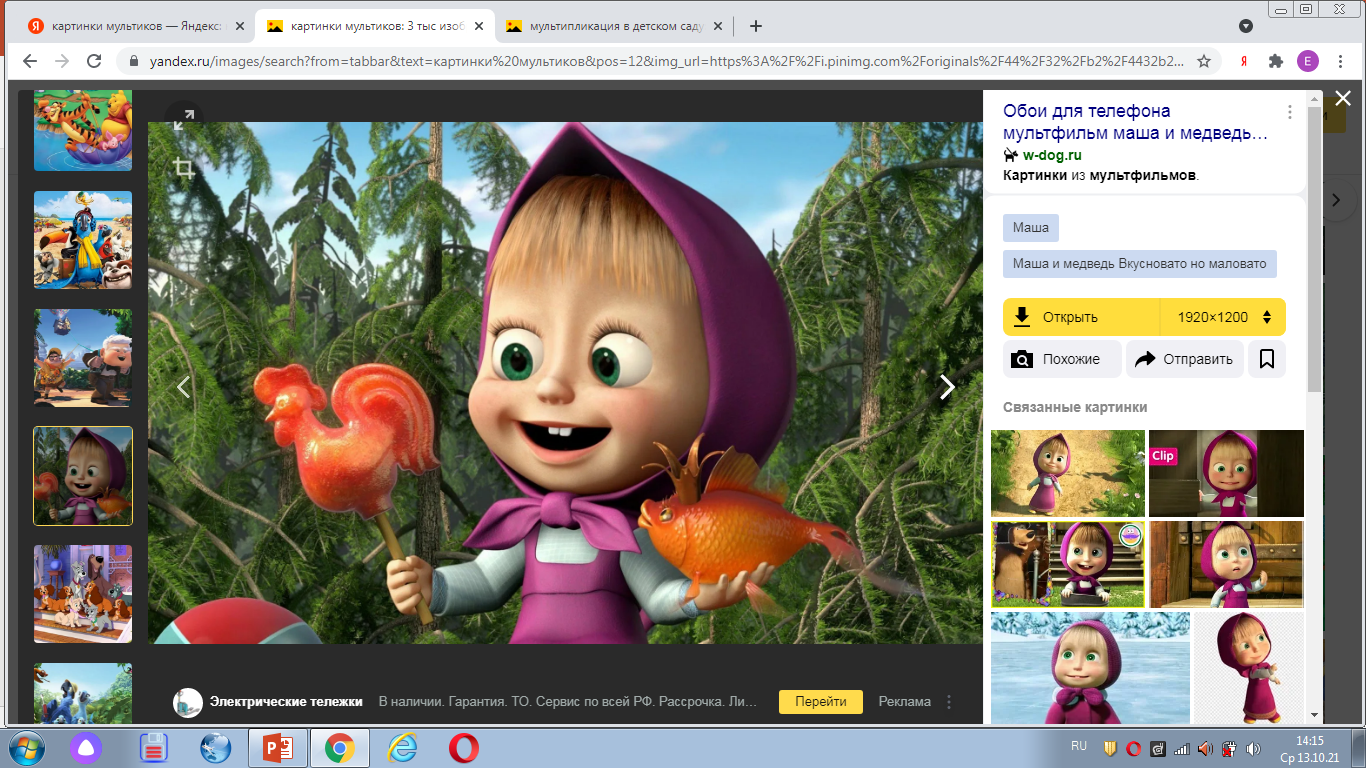 картинки мультиков — Яндекс:
картинки мультиков: 3 тыс изоб
мультипликация в детском саду
yandex.ru/images/search?from=tabbar&text=картинки%20мультиков&pos=12&img_url=https%3A%2F%2Fi.pinimg.com%2Foriginals%2F44%2F32%2Fb2%2F4432b2...
Я
E
Обои для телефона
мультфильм маша и медведь...
w-dog.ru
Картинки из мультфильмов.
Маша
Маша и медведь Вкусновато но маловато
Открыть
1920×1200
Похожие
Отправить
Связанные картинки
Clip
Электрические тележки
В наличии. Гарантия. ТО. Сервис по всей РФ. Рассрочка. Ли...
Перейти
Реклама
RU
14:15
Ср 13.10.21